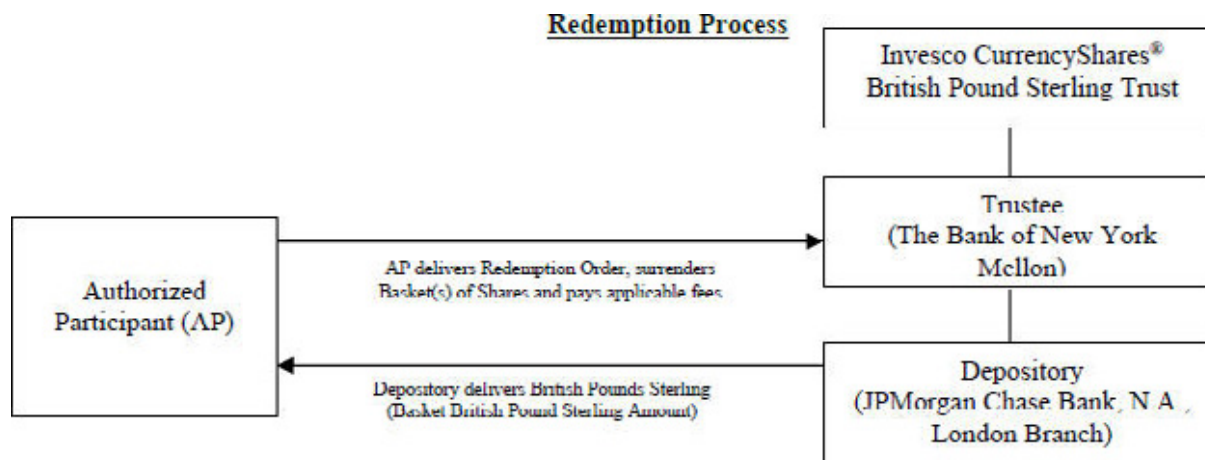 Redemption Process
Invesco CurrencyShares®
British Pound Sterling Trust
Trustee
(The Bank of New York
Mellon)
AP delivers Redemption Order, surrenders
Basket(s) of Shares and pays applicable fees
Authorized
Participant (AP)
Depository delivers British Pounds Sterling
(Basket British Pound Sterling Amount)
Depository
(JPMorgan Chase Bank, N.A.,
London Branch)